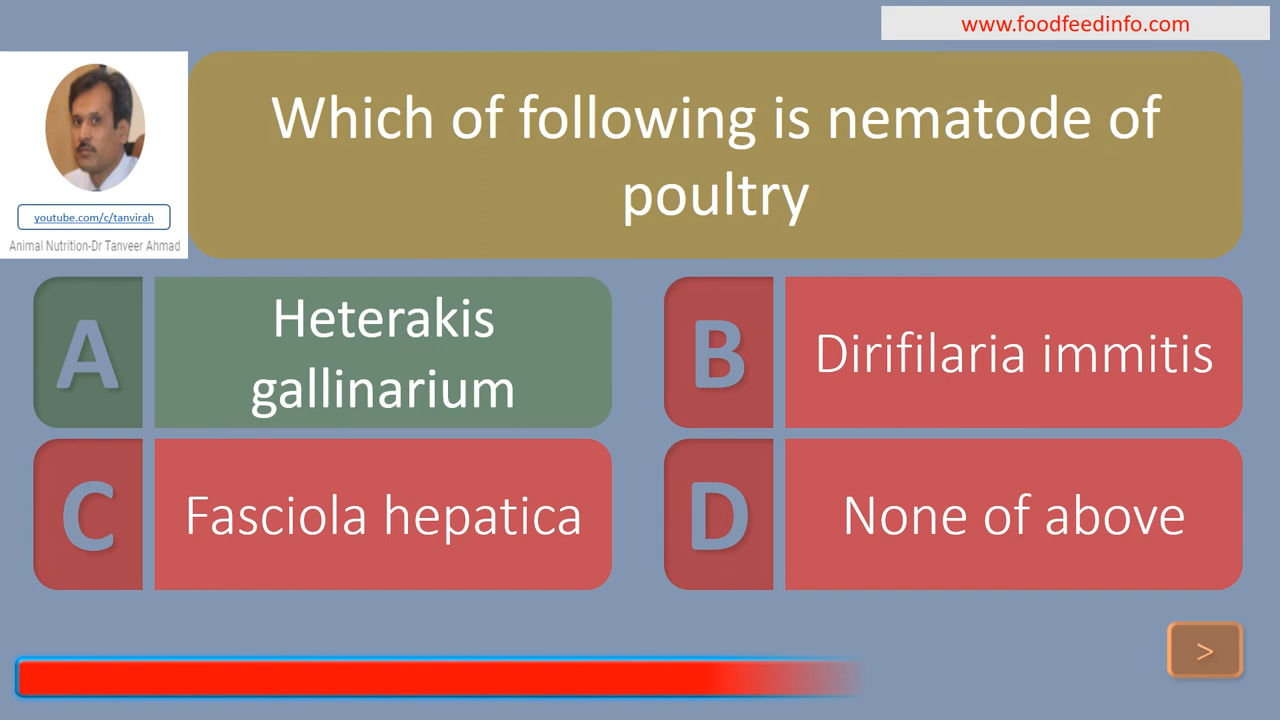 www.foodfeedinfo.com
Which of following is nematode of
poultry
youtube.com/c/tanvirah
Animal Nutrition-Dr Tanveer Ahmad
A
Heterakis
gallinarium
B
Dirifilaria immitis
C
Fasciola hepatica
D
None of above
>